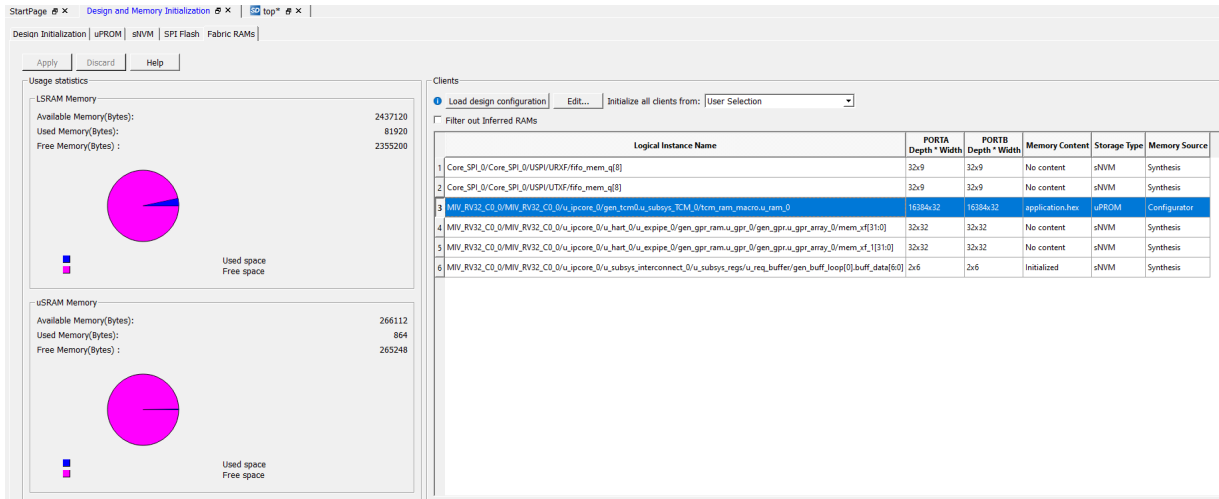 StartPage Design and Memory Initialization top*
Design Initialization uPROM sNVM SPI Flash Fabric RAMs
Apply Discard Help
Usage statistics
LSRAM Memory
Available Memory(Bytes): 2437120
Used Memory(Bytes): 81920
Free Memory(Bytes) : 2355200
Used space
Free space
uSRAM Memory
Available Memory(Bytes): 266112
Used Memory(Bytes): 864
Free Memory(Bytes) : 265248
Used space
Free space
Clients
Load design configuration Edit... Initialize all clients from: User Selection
Filter out Inferred RAMs
Logical Instance Name PORTA Depth * Width PORTB Depth * Width Memory Content Storage Type Memory Source
1 Core_SPI_0/Core_SPI_0/USPI/URXF/fifo_mem_q[8] 32x9 32x9 No content sNVM Synthesis
2 Core_SPI_0/Core_SPI_0/USPI/UTXF/fifo_mem_q[8] 32x9 32x9 No content sNVM Synthesis
3 MIV_RV32_C0_0/MIV_RV32_C0_0/u_ipcore_0/gen_tcm0.u_subsys_TCM_0/tcm_ram_macro.u_ram_0 16384x32 16384x32 application.hex uPROM Configurator
4 MIV_RV32_C0_0/MIV_RV32_C0_0/u_ipcore_0/u_hart_0/u_expipe_0/gen_gpr_ram.u_gpr_0/gen_gpr.u_gpr_array_0/mem_xf[31:0] 32x32 32x32 No content sNVM Synthesis
5 MIV_RV32_C0_0/MIV_RV32_C0_0/u_ipcore_0/u_hart_0/u_expipe_0/gen_gpr_ram.u_gpr_0/gen_gpr.u_gpr_array_0/mem_xf_1[31:0] 32x32 32x32 No content sNVM Synthesis
6 MIV_RV32_C0_0/MIV_RV32_C0_0/u_ipcore_0/u_subsys_interconnect_0/u_subsys_regs/u_req_buffer/gen_buff_loop[0].buff_data[6:0] 2x6 2x6 Initialized sNVM Synthesis